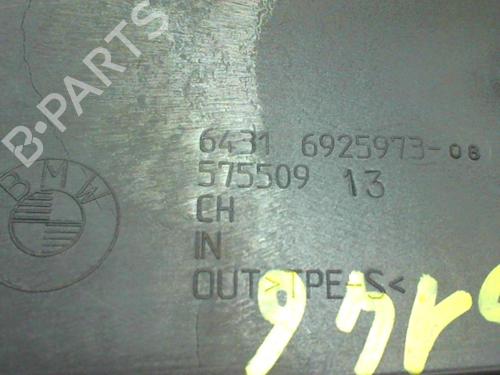 B·PARTS
BMW
6431 6925973-08
575509 13
CH
IN
OUT>TPE-S<